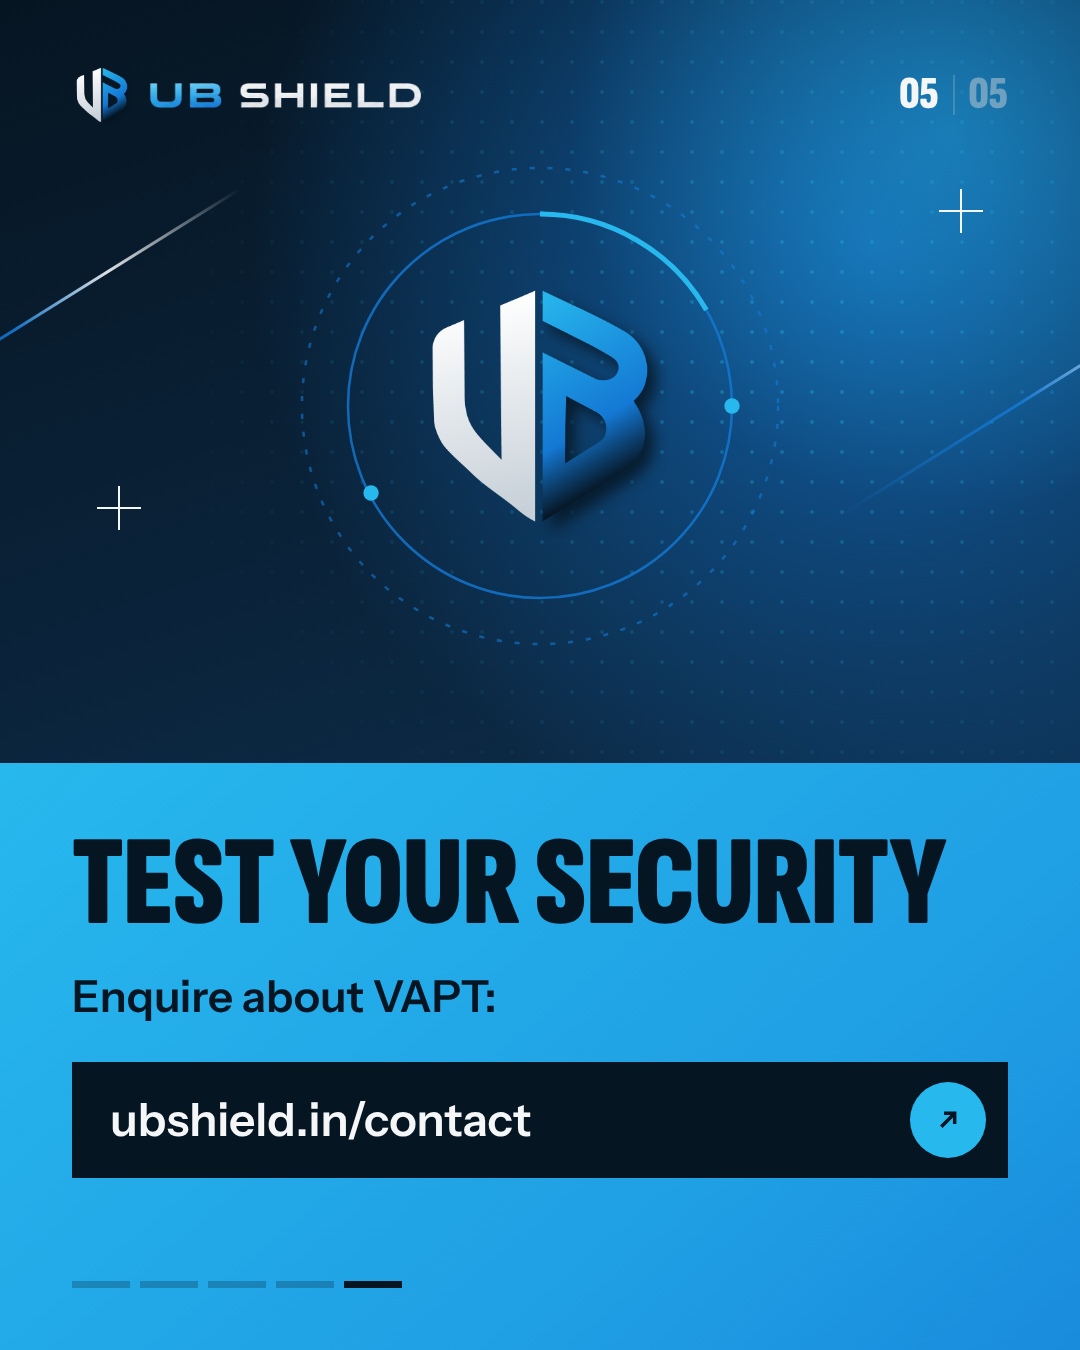 UB SHIELD
05 | 05
TEST YOUR SECURITY
Enquire about VAPT:
ubshield.in/contact